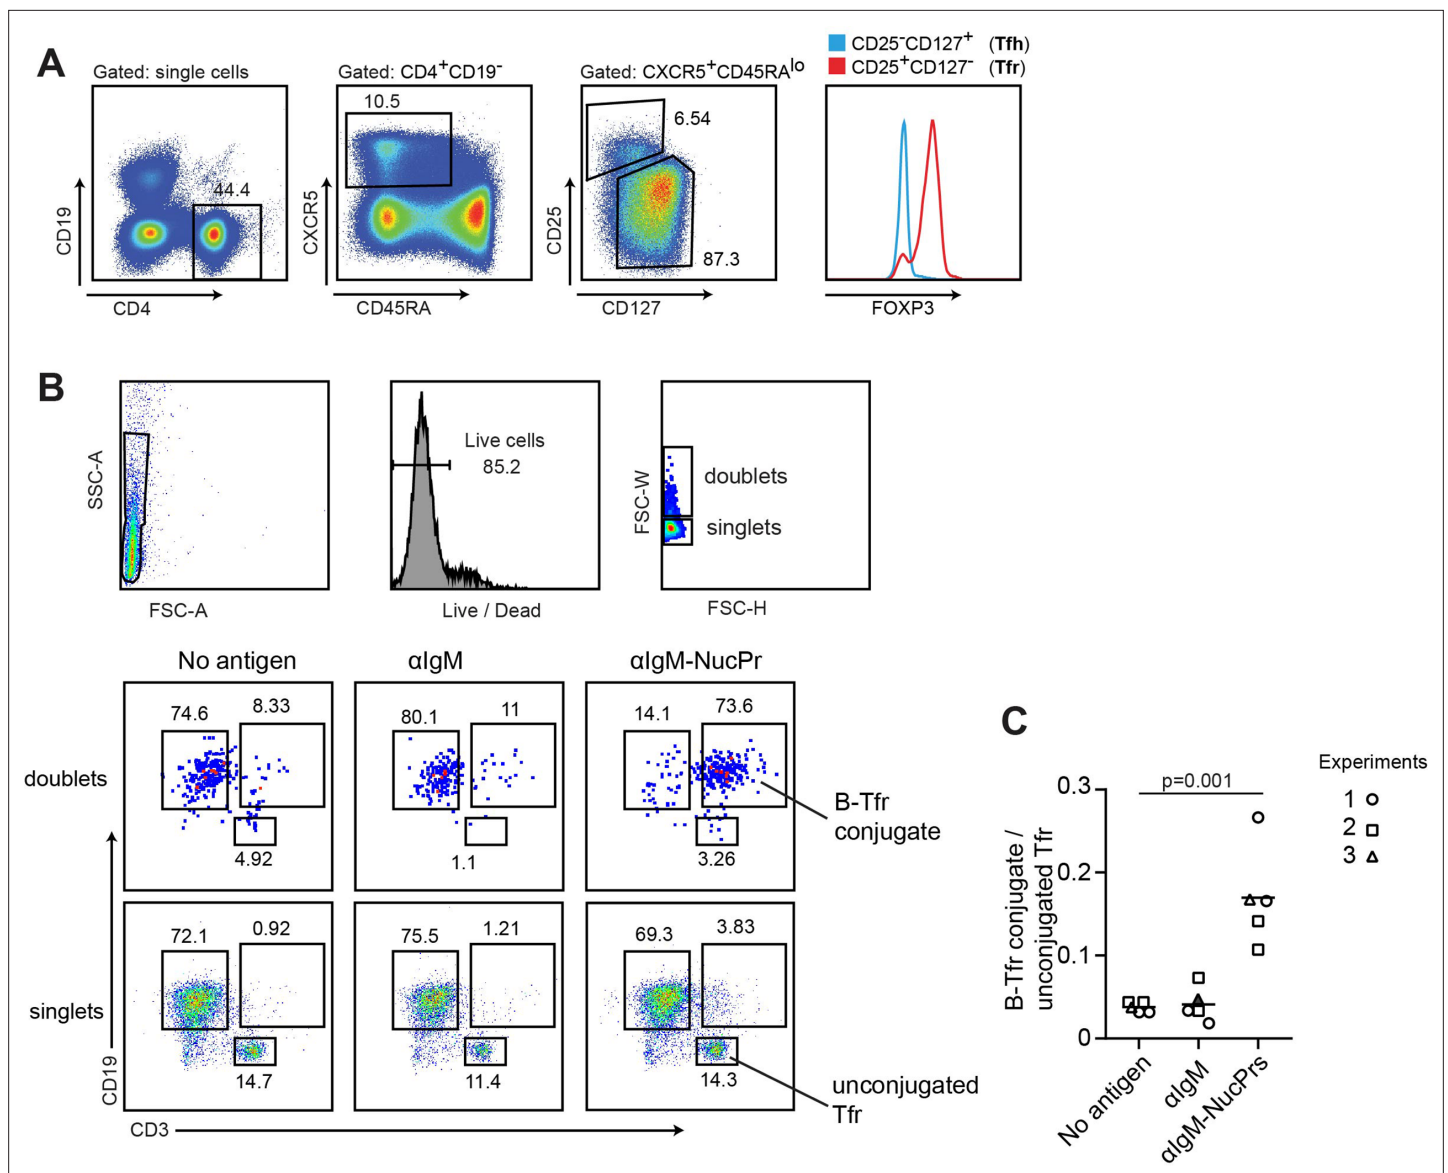 A
Gated: single cells
CD19
44.4
CD4
Gated: CD4⁺CD19⁻
10.5
CXCR5
CD45RA
Gated: CXCR5⁺CD45RAˡᵒ
6.54
87.3
CD25
CD127
CD25⁻CD127⁺ (Tfh)
CD25⁺CD127⁻ (Tfr)
FOXP3
B
SSC-A
FSC-A
Live cells
85.2
Live / Dead
FSC-W
doublets
singlets
FSC-H
No antigen
αIgM
αIgM-NucPr
doublets
74.6
8.33
4.92
80.1
11
1.1
14.1
73.6
3.26
B-Tfr
conjugate
singlets
72.1
0.92
14.7
75.5
1.21
11.4
69.3
3.83
14.3
unconjugated
Tfr
CD19
CD3
C
B-Tfr conjugate /
unconjugated Tfr
0.3
0.2
0.1
0
p=0.001
No antigen
αIgM
αIgM-NucPrs
Experiments
1
2
3